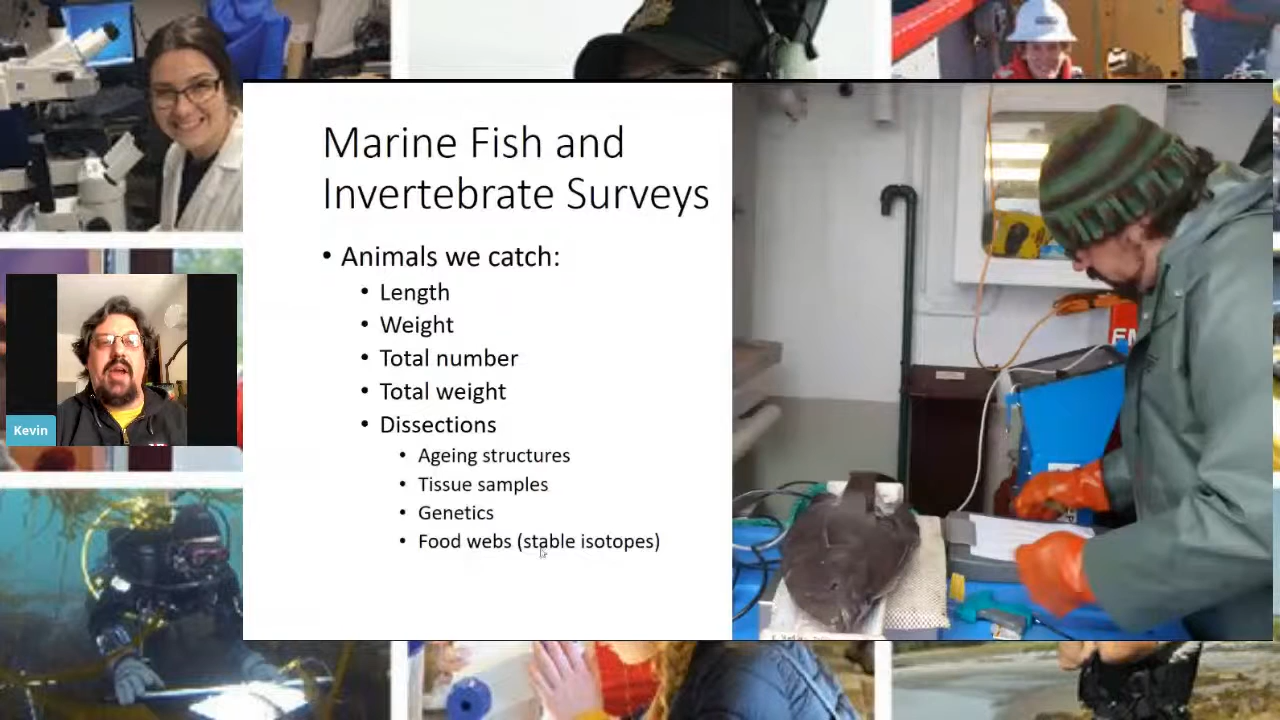 Marine Fish and
Invertebrate Surveys
• Animals we catch:
• Length
• Weight
• Total number
• Total weight
• Dissections
• Ageing structures
• Tissue samples
• Genetics
• Food webs (stable isotopes)
Kevin